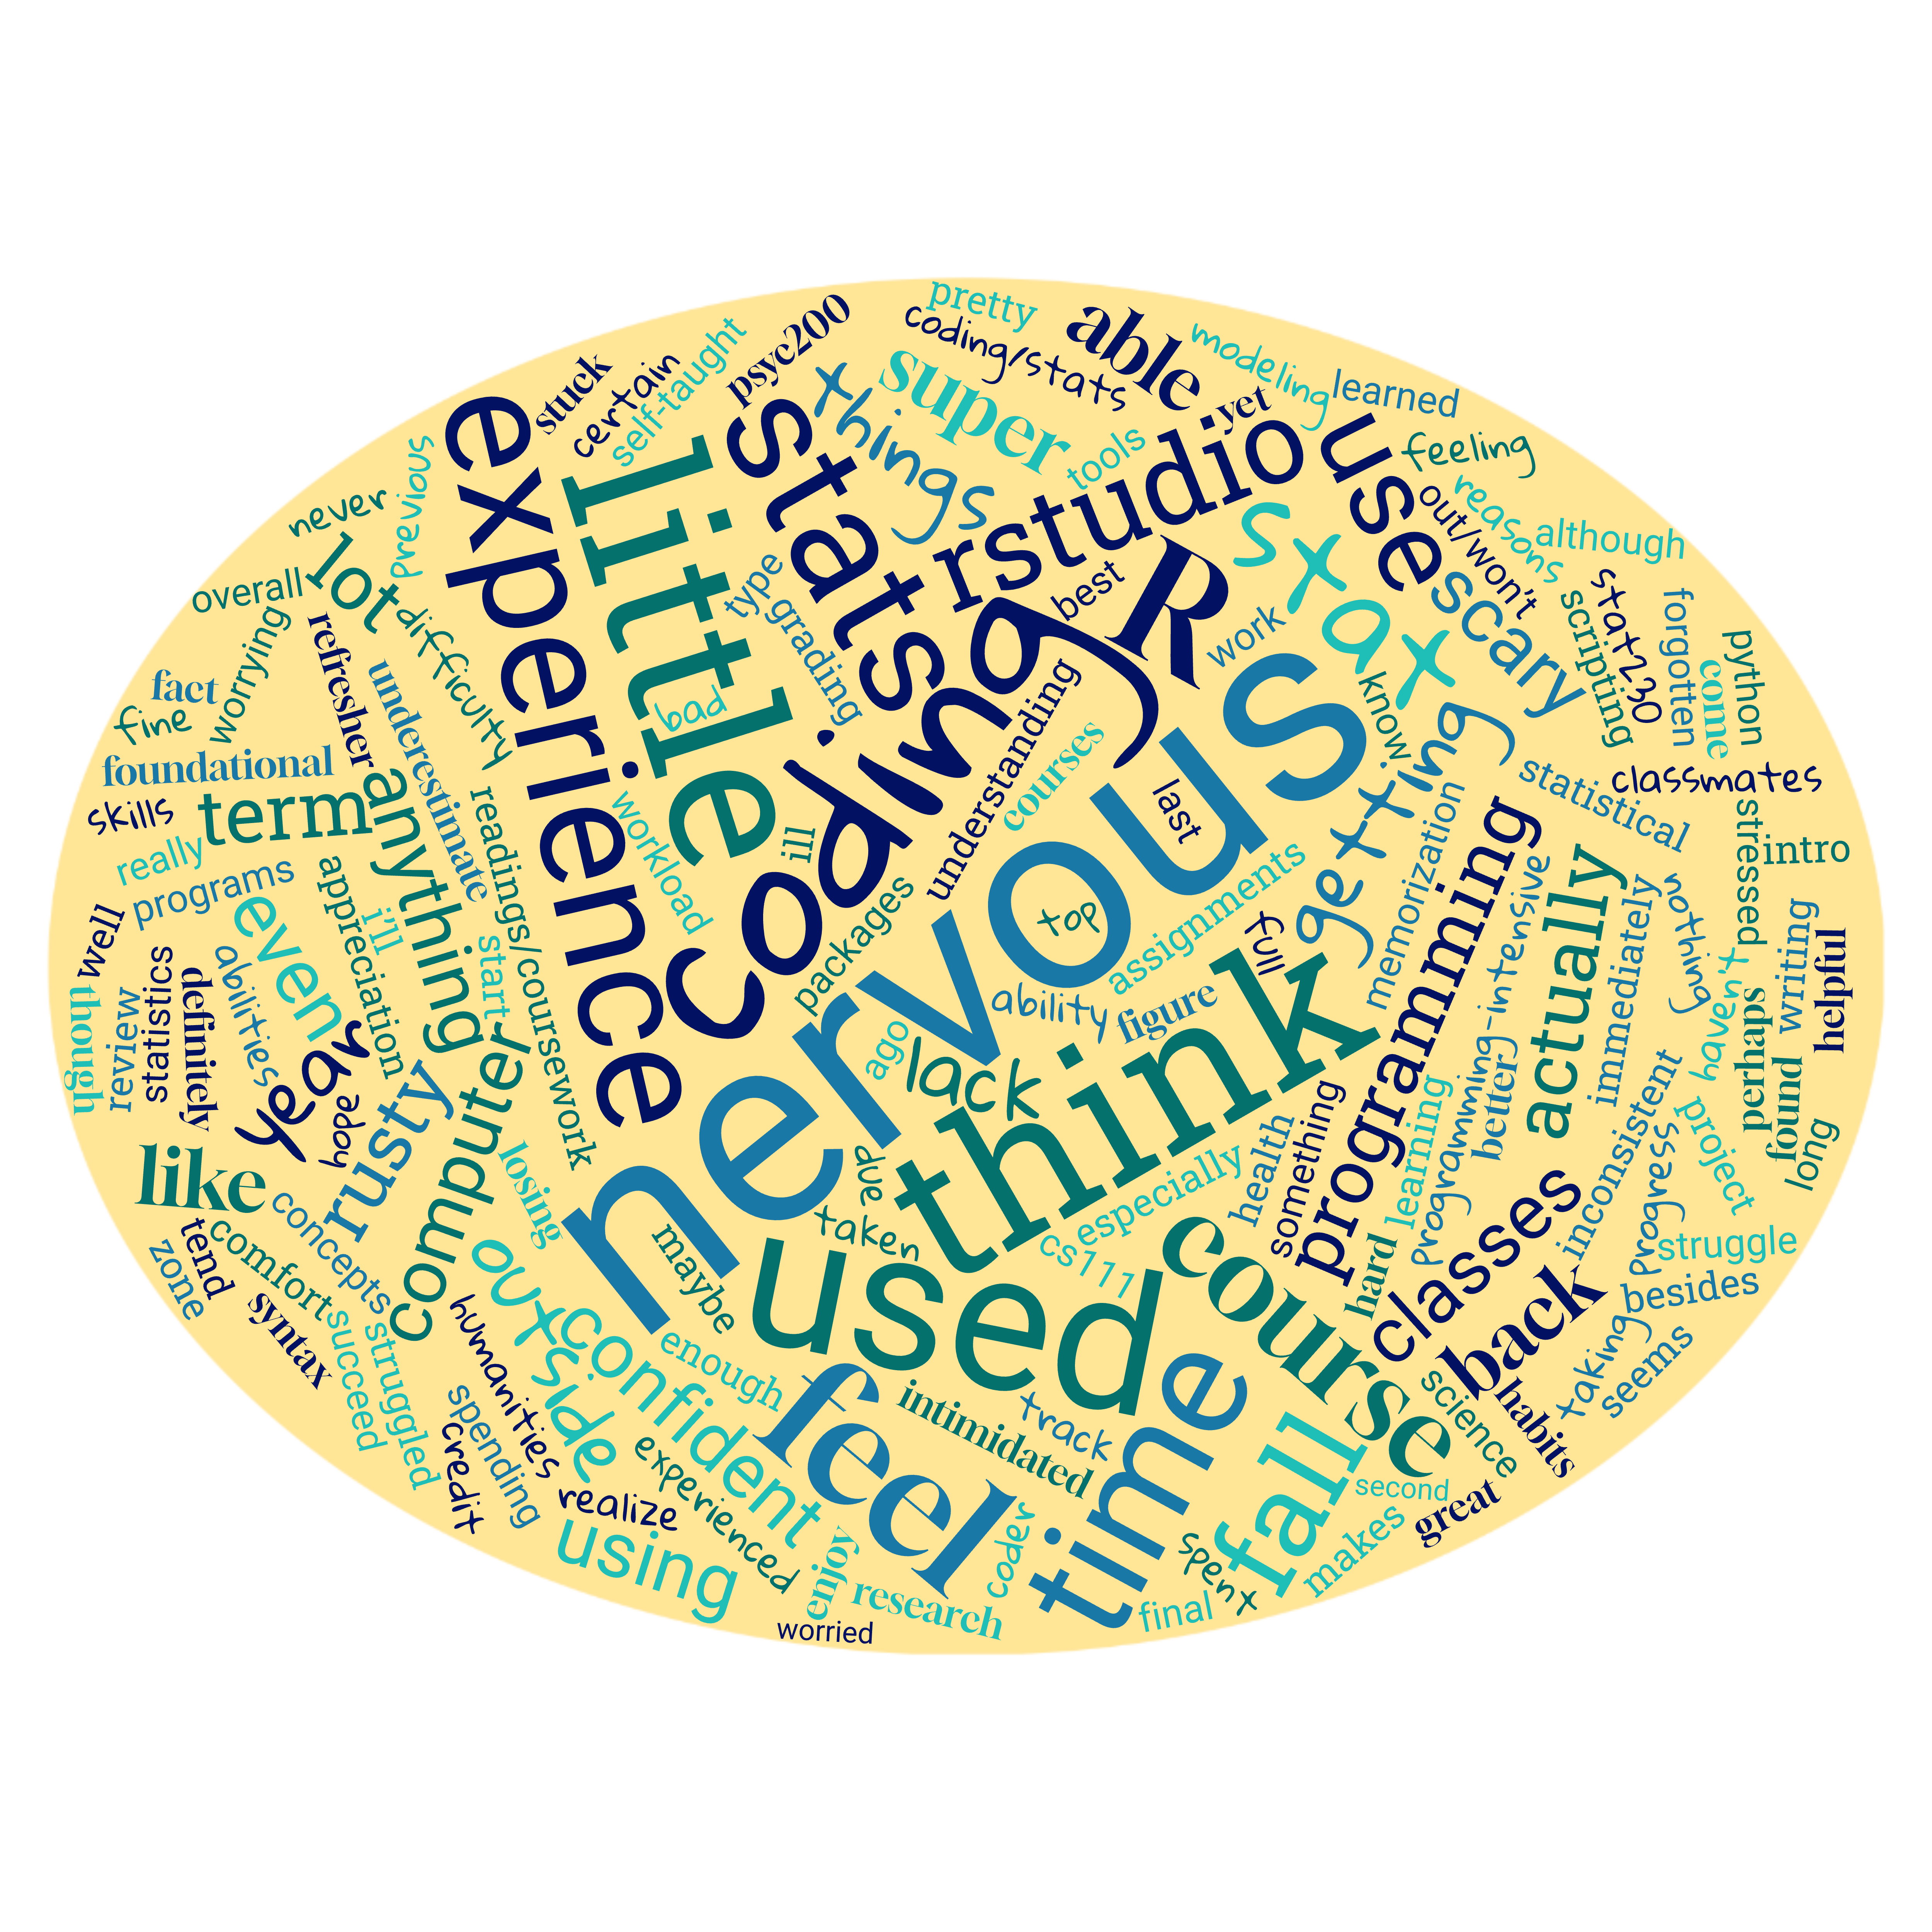 pretty
coding/stats
able
modeling
learned
psyc200
stuck
certain
self-taught
things
super
yet
tools
feeling
experience
little
stats
rstudio
use
out/won't
reasons
although
previous
never
lot
overall
worrying
difficulty
type
grading
best
R
stax
scary
work
scripting
stat230
forgotten
come
python
fact
fine
foundational
refresher
underestimate
bad
coding
understanding
know
getting
statistical
classmates
skills
term
anything
readings/coursework
workload
ill
courses
nervous
last
memorization
programming
programming-intensive
actually
immediately
nothing
stressed
intro
really
programs
even
appreciation
i'll
start
packages
top
assignments
full
haven't
writing
helpful
well
statistics
definitely
abilities
though
review
year
hope
rusty
computer
losing
ago
lack
ability
figure
think
due
taken
especially
health
something
learning
better
inconsistent
progress
project
perhaps
found
long
like
tend
zone
comfort
concepts
syntax
succeed
struggled
outside
humanities
maybe
used
cs111
course
hard
classes
back
struggle
besides
taking
seems
science
habits
confident
enough
feel
intimidated
track
time
fall
second
makes
great
spending
credit
realize
experienced
using
enjoy
research
coder
spent
final
worried